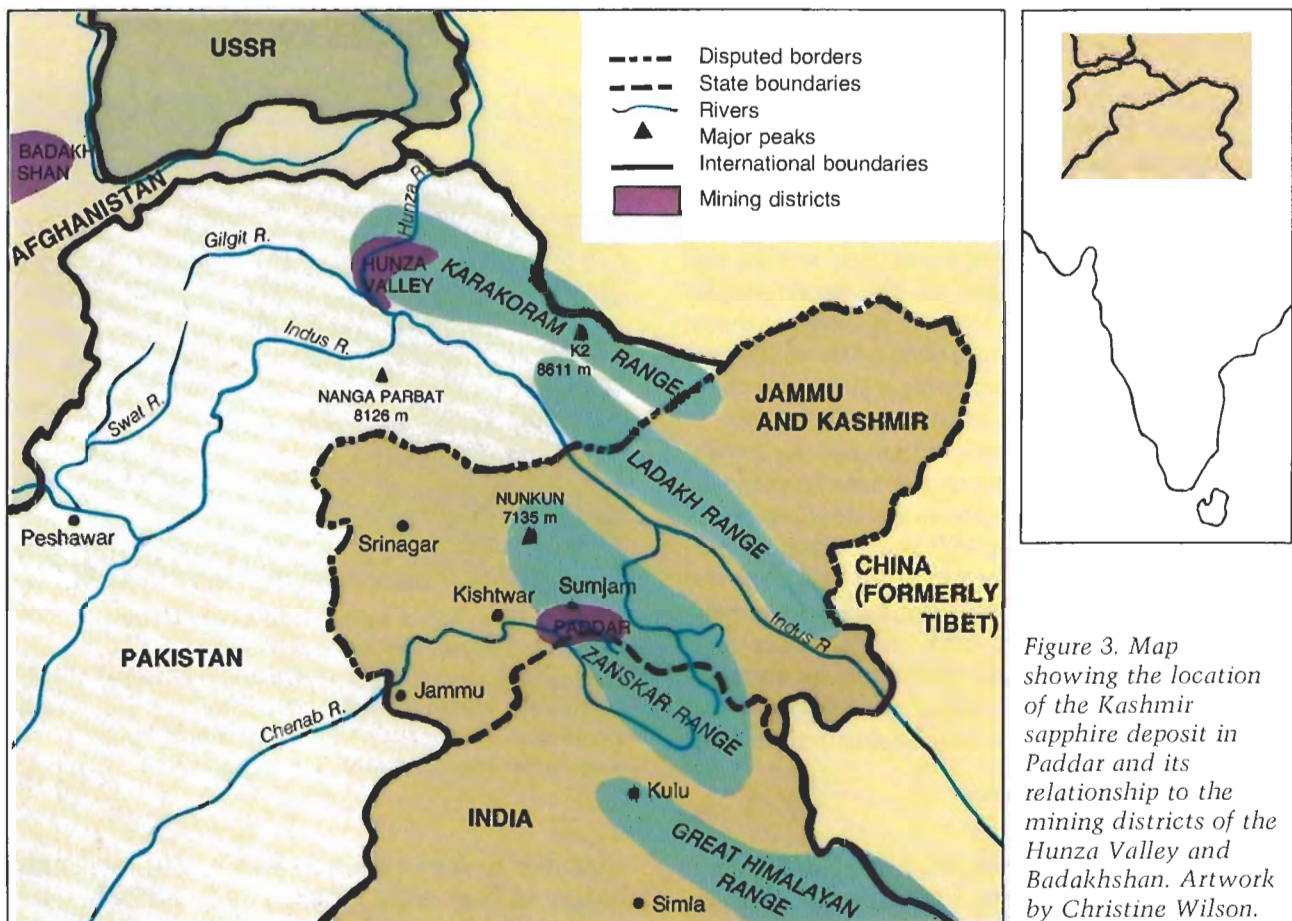 USSR
BADAKH
SHAN
AFGHANISTAN
Gilgit R.
Hunza R.
HUNZA
VALLEY
KARAKORAM
RANGE
K2
8611 m
Indus R.
NANGA PARBAT
8126 m
Swat R.
Peshawar
JAMMU
AND KASHMIR
LADAKH RANGE
NUNKUN
7135 m
Srinagar
Sumjam
Kishtwar
PADDAR
CHINA
(FORMERLY
TIBET)
Indus R.
PAKISTAN
Jammu
ZANSKAR RANGE
Chenab R.
Kulu
INDIA
GREAT HIMALAYAN
RANGE
Simla
Disputed borders
State boundaries
Rivers
Major peaks
International boundaries
Mining districts
Figure 3. Map
showing the location
of the Kashmir
sapphire deposit in
Paddar and its
relationship to the
mining districts of the
Hunza Valley and
Badakhshan. Artwork
by Christine Wilson.